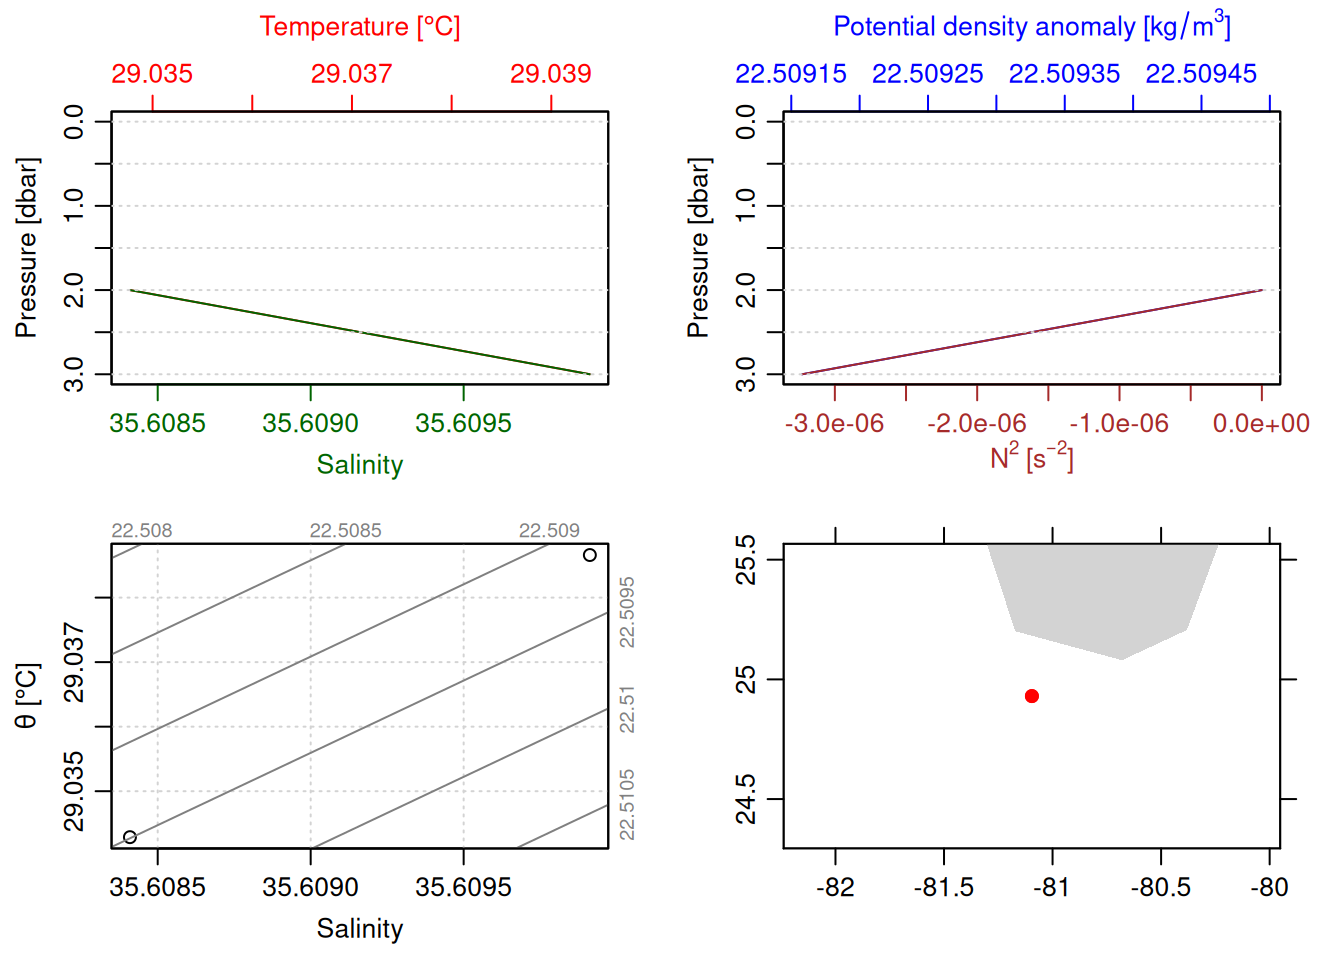 Temperature [°C]
29.035 29.037 29.039
Pressure [dbar]
0.0 1.0 2.0 3.0
35.6085 35.6090 35.6095
Salinity
Potential density anomaly [kg/m³]
22.50915 22.50925 22.50935 22.50945
Pressure [dbar]
0.0 1.0 2.0 3.0
-3.0e-06 -2.0e-06 -1.0e-06 0.0e+00
N² [s⁻²]
22.508 22.5085 22.509
22.5095
22.51
22.5105
θ [°C]
29.035 29.037
35.6085 35.6090 35.6095
Salinity
25.5
25
24.5
-82 -81.5 -81 -80.5 -80